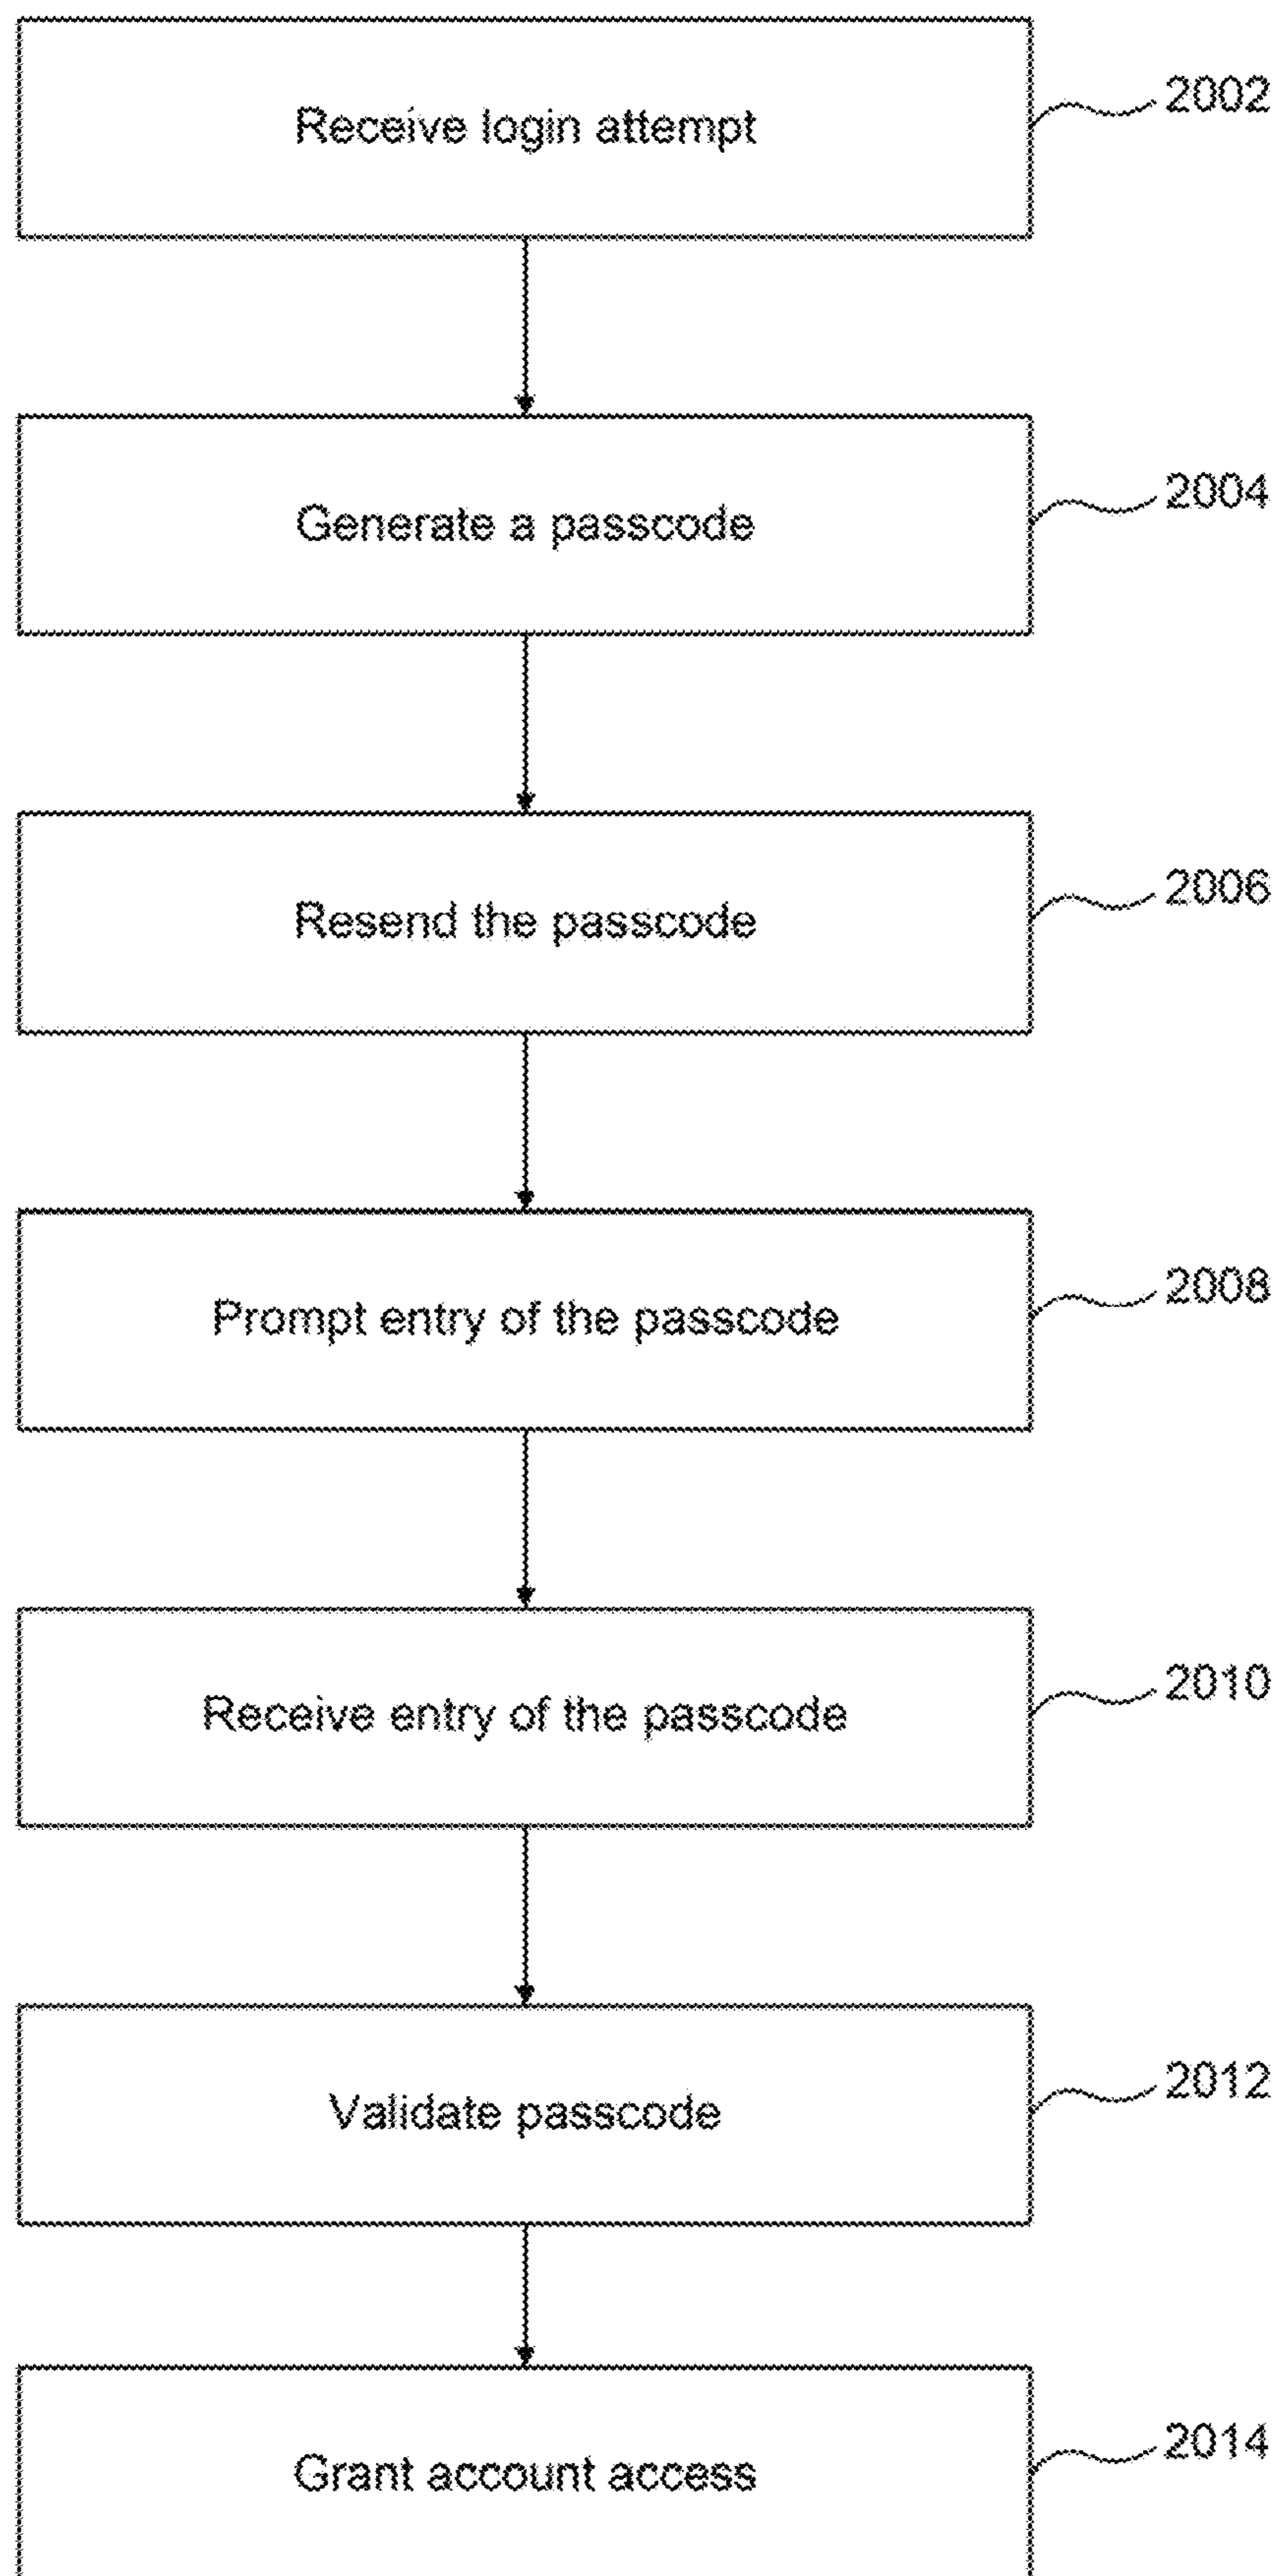 Receive login attempt
2002
Generate a passcode
2004
Resend the passcode
2006
Prompt entry of the passcode
2008
Receive entry of the passcode
2010
Validate passcode
2012
Grant account access
2014